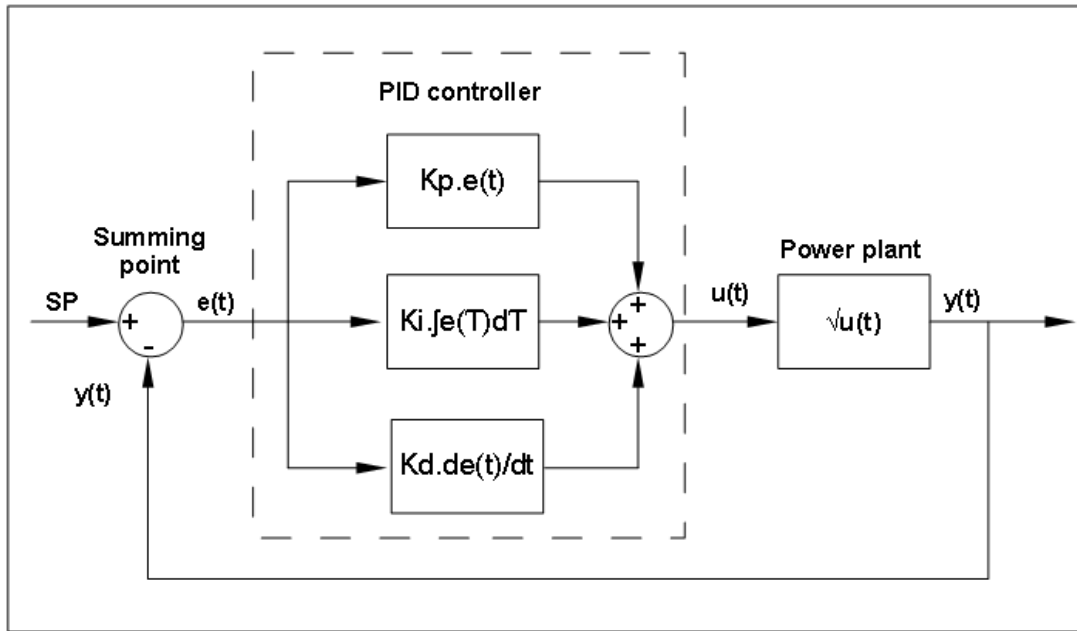 PID controller
Kp.e(t)
Summing
point
Power plant
SP
+
-
e(t)
Ki.∫e(T)dT
+
+
+
u(t)
√u(t)
y(t)
y(t)
Kd.de(t)/dt